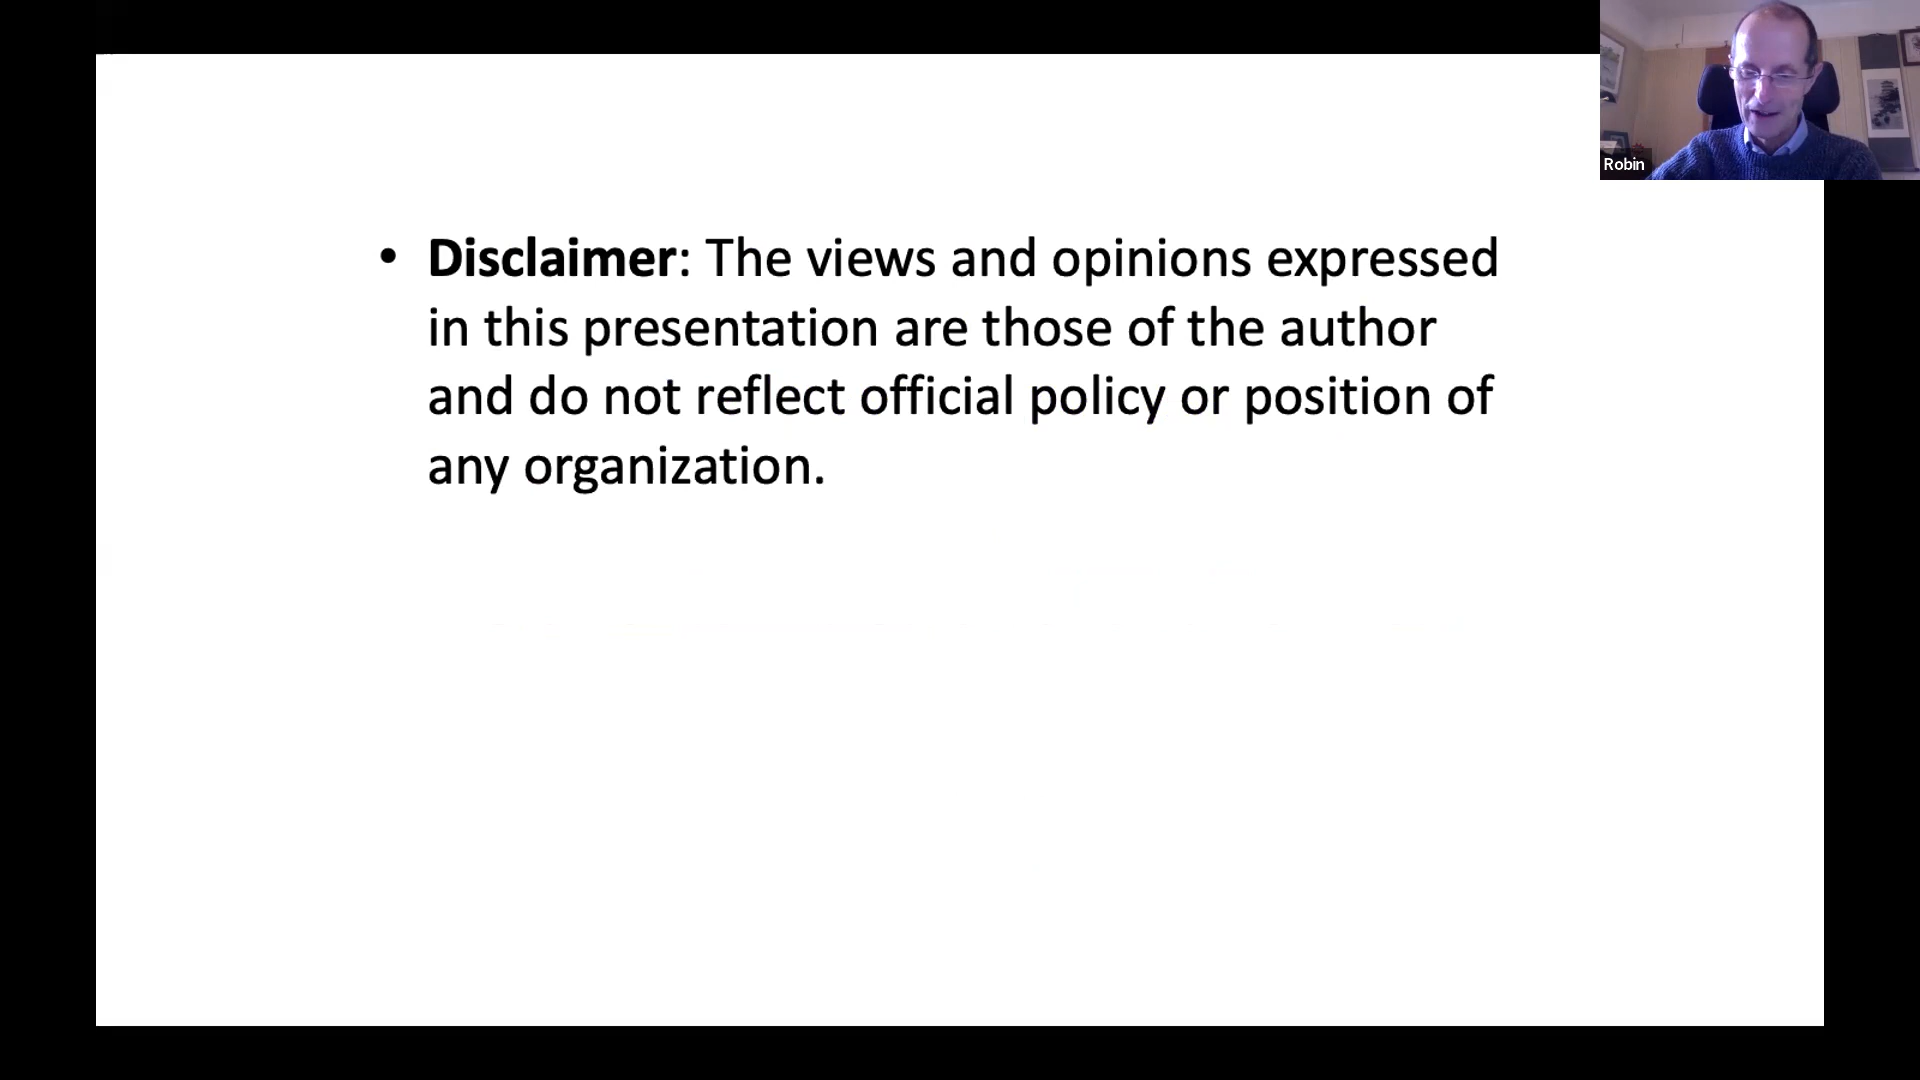 • Disclaimer: The views and opinions expressed
in this presentation are those of the author
and do not reflect official policy or position of
any organization.
Robin